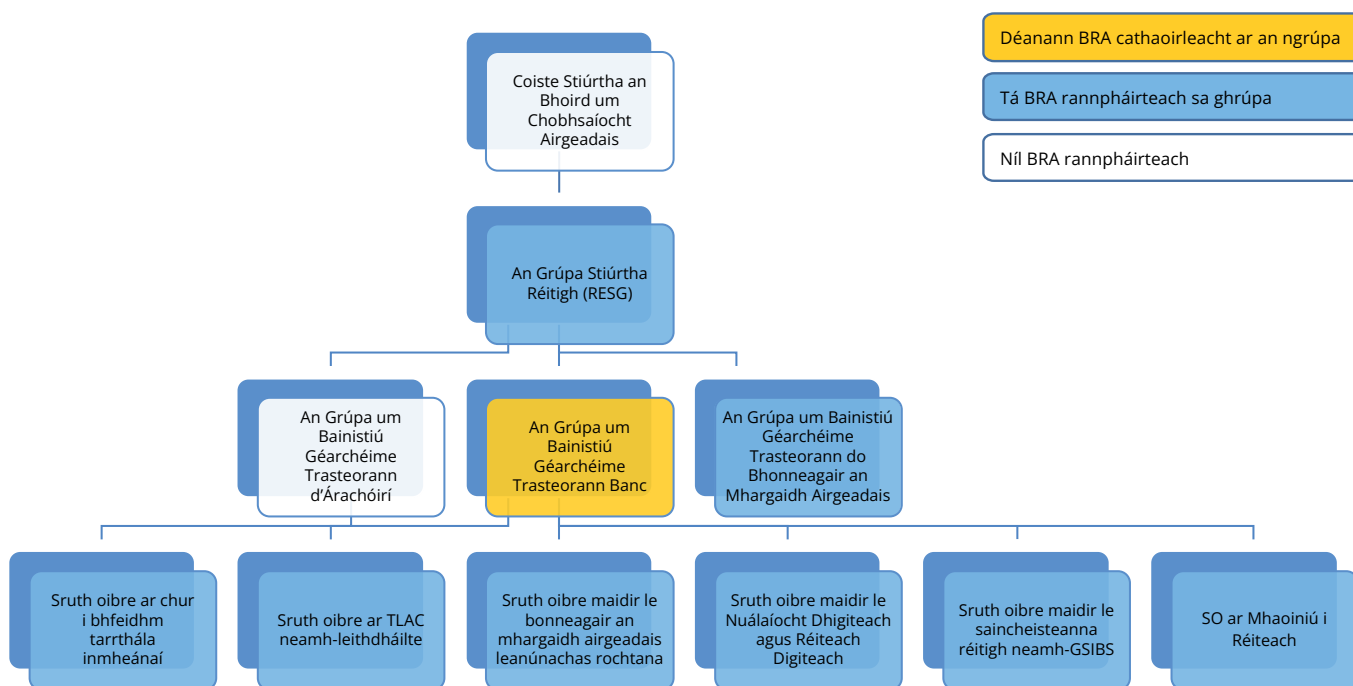 Déanann BRA cathaoirleacht ar an ngrúpa
Tá BRA rannpháirteach sa ghrúpa
Níl BRA rannpháirteach
Coiste Stiúrtha an
Bhoird um
Chobhsaíocht
Airgeadais
An Grúpa Stiúrtha
Réitigh (RESG)
An Grúpa um
Bainistiú
Géarchéime
Trasteorann
d'Árachóirí
An Grúpa um
Bainistiú
Géarchéime
Trasteorann Banc
An Grúpa um Bainistiú
Géarchéime
Trasteorann do
Bhonneagair an
Mhargaidh Airgeadais
Sruth oibre ar chur
i bhfeidhm
tarrthála
inmheánaí
Sruth oibre ar TLAC
neamh-leithdháilte
Sruth oibre maidir le
bonneagair an
mhargaidh airgeadais
leanúnachas rochtana
Sruth oibre maidir le
Nuálaíocht Dhigiteach
agus Réiteach
Digiteach
Sruth oibre maidir le
saincheisteanna
réitigh neamh-GSIBS
SO ar Mhaoiniú i
Réiteach